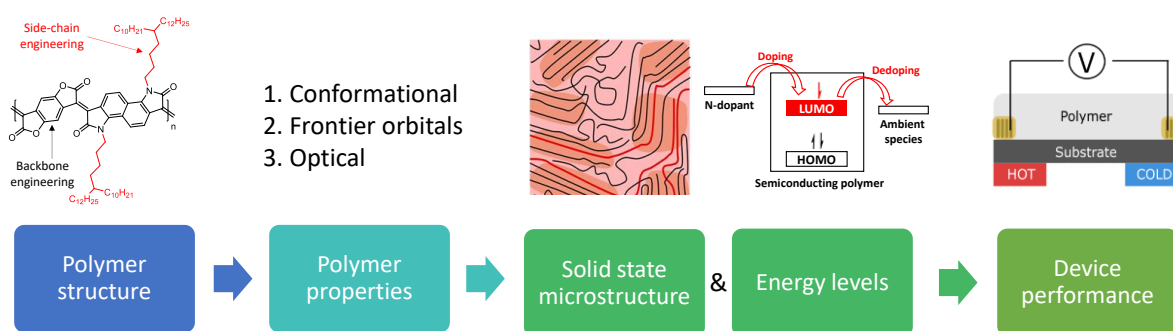 Side-chain
engineering
C10H21
C12H25
N
O
O
O
O
O
O
N
O
n
Backbone
engineering
C12H25
C10H21
1. Conformational
2. Frontier orbitals
3. Optical
Doping
Dedoping
N-dopant
LUMO
Ambient
species
HOMO
Semiconducting polymer
V
Polymer
Substrate
HOT
COLD
Polymer
structure
Polymer
properties
Solid state
microstructure
&
Energy levels
Device
performance